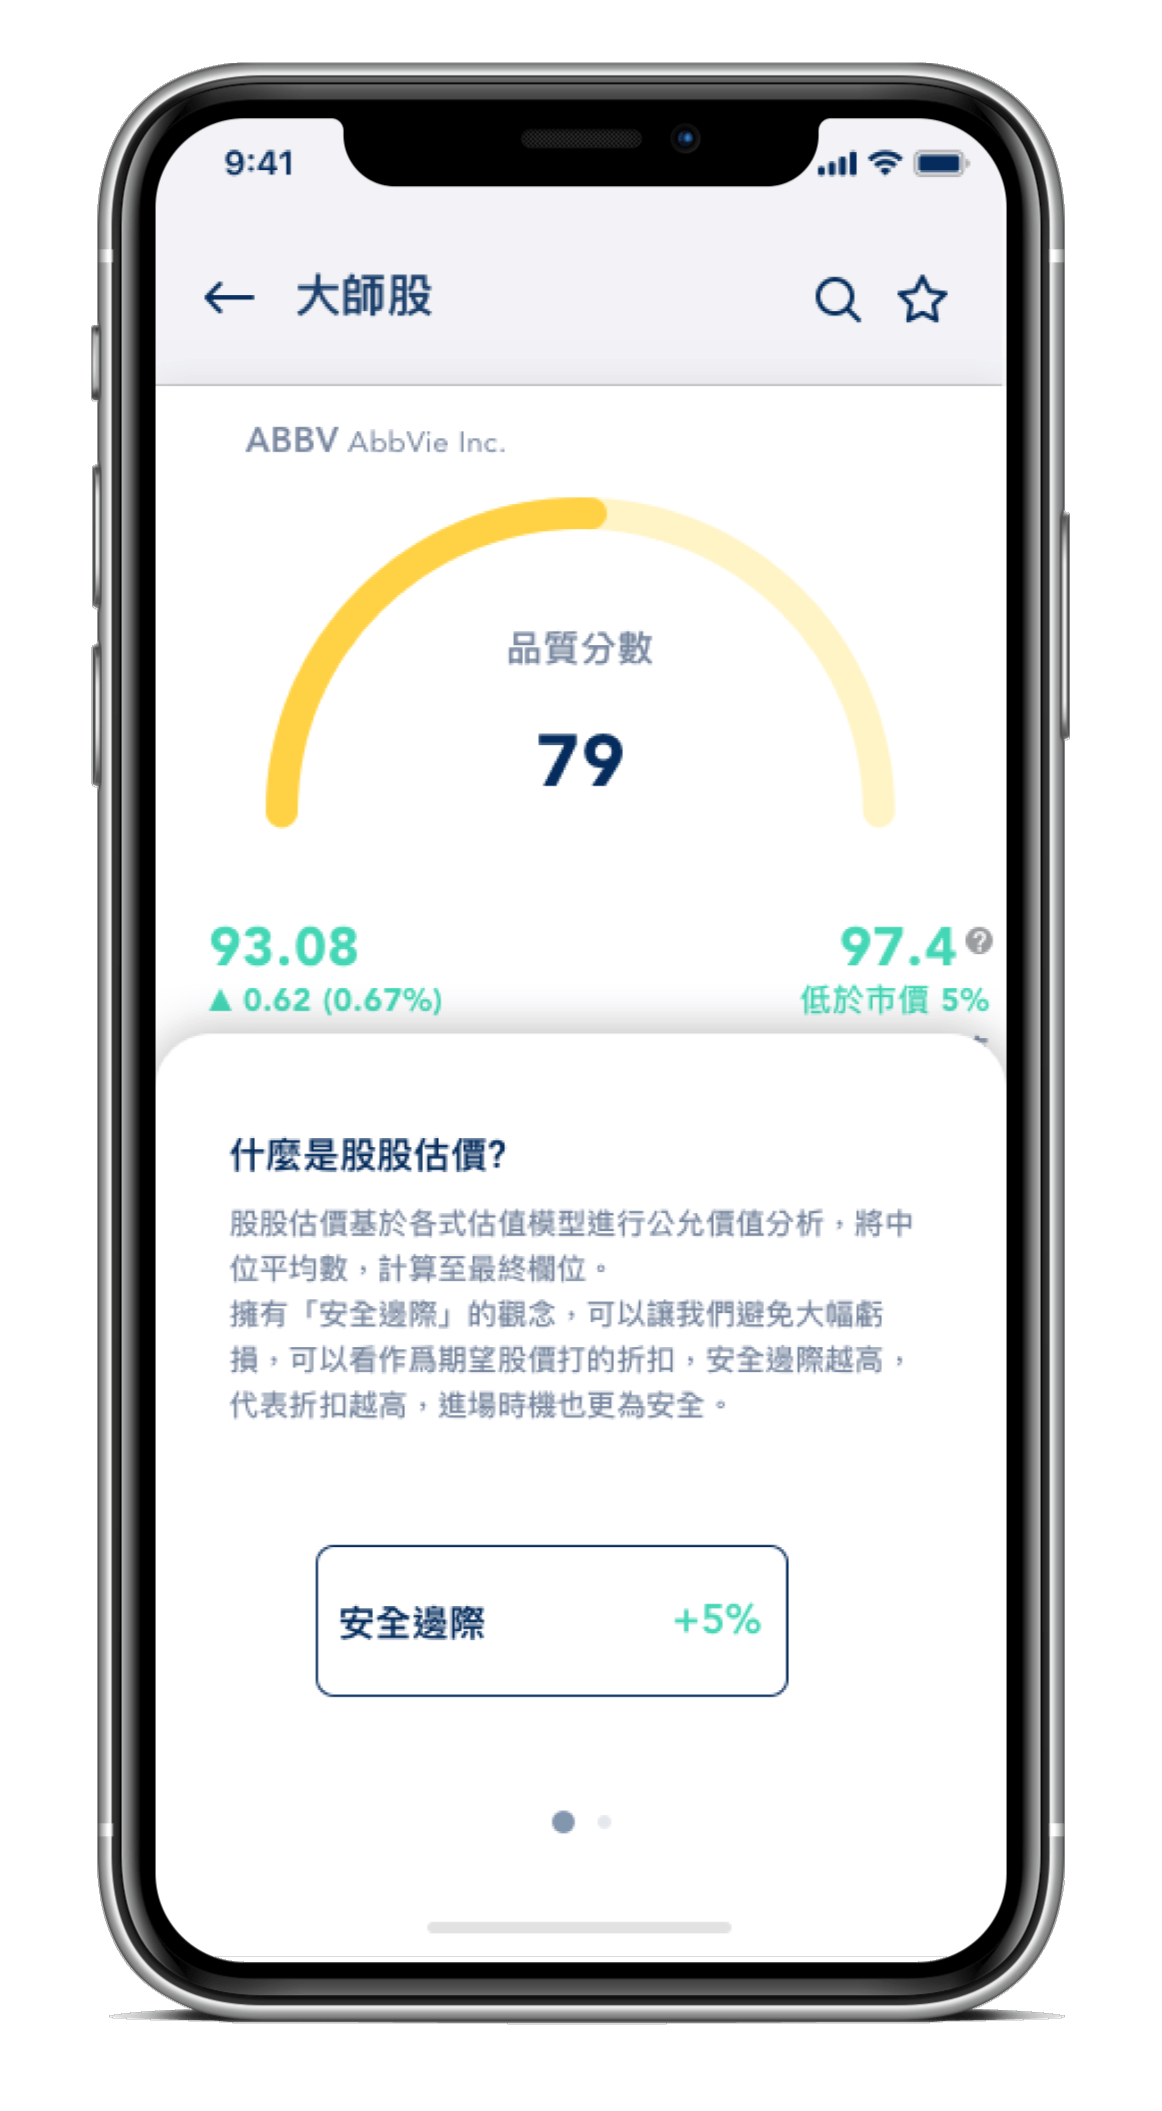 9:41
大師股
ABBV AbbVie Inc.
品質分數
79
93.08
97.4 ?
▲ 0.62 (0.67%)
低於市價 5%
什麼是股股估價?
股股估價基於各式估值模型進行公允價值分析，將中
位平均數，計算至最終欄位。
擁有「安全邊際」的觀念，可以讓我們避免大幅虧
損，可以看作爲期望股價打的折扣，安全邊際越高，
代表折扣越高，進場時機也更為安全。
安全邊際
+5%